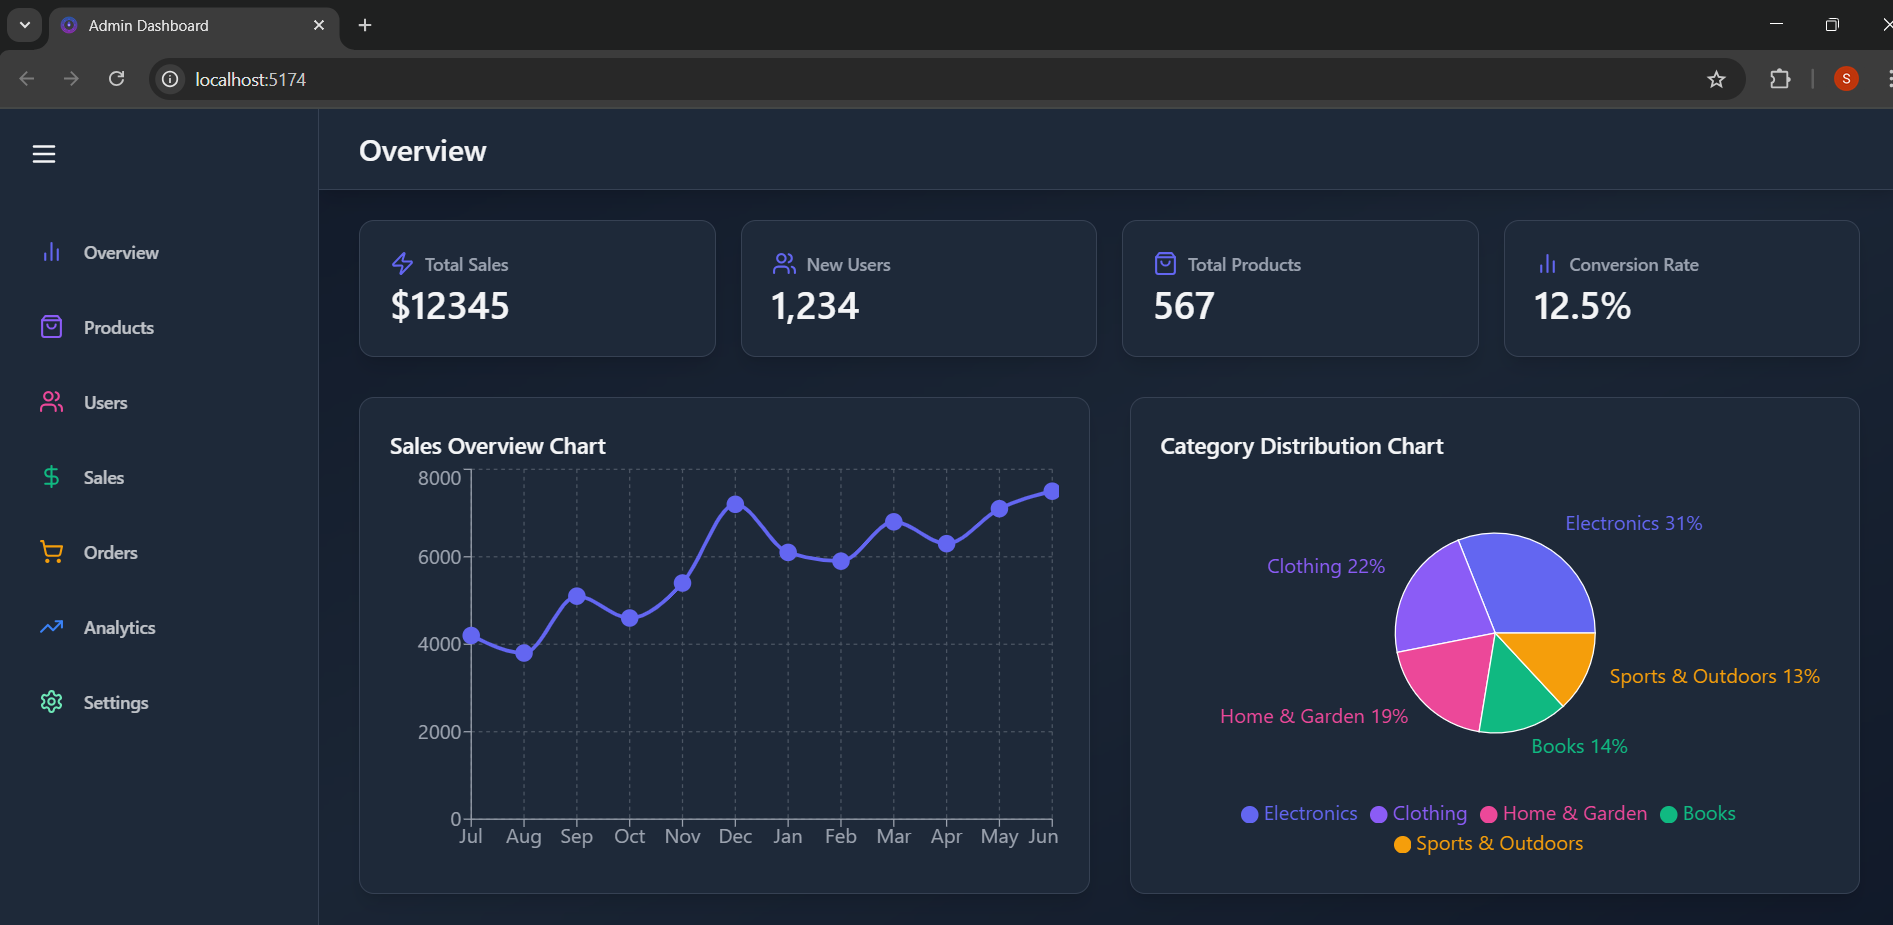 Admin Dashboard
localhost:5174
S
Overview
Overview
Products
Users
Sales
Orders
Analytics
Settings
Total Sales
$12345
New Users
1,234
Total Products
567
Conversion Rate
12.5%
Sales Overview Chart
8000
6000
4000
2000
0
Jul Aug Sep Oct Nov Dec Jan Feb Mar Apr May Jun
Category Distribution Chart
Electronics 31%
Clothing 22%
Sports & Outdoors 13%
Home & Garden 19%
Books 14%
Electronics Clothing Home & Garden Books
Sports & Outdoors